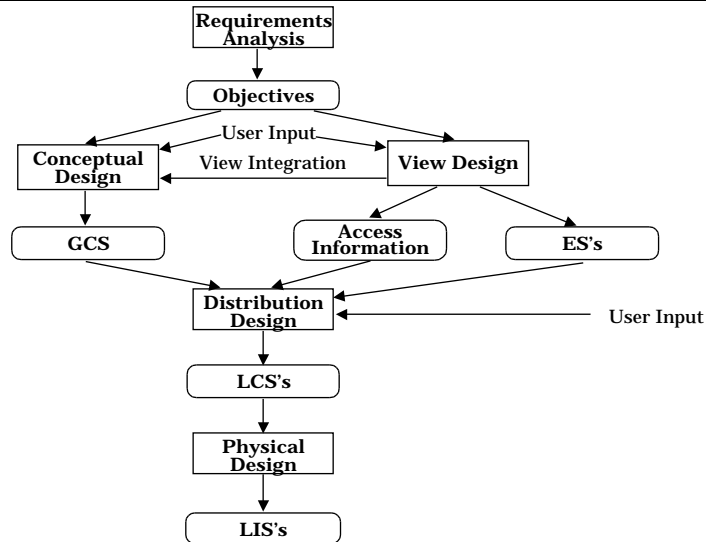 Requirements
Analysis
Objectives
User Input
Conceptual
Design
View Integration
View Design
GCS
Access
Information
ES's
Distribution
Design
User Input
LCS's
Physical
Design
LIS's